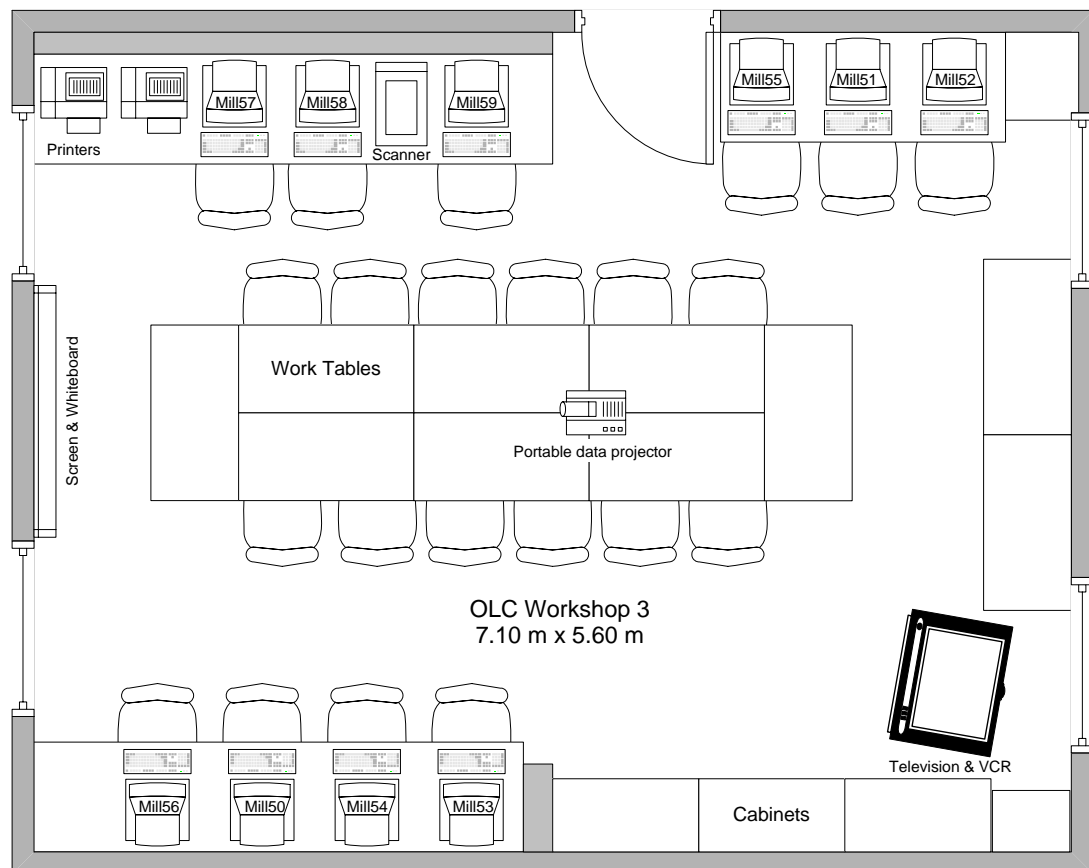 Mill57
Mill58
Mill59
Mill55
Mill51
Mill52
Printers
Scanner
Screen & Whiteboard
Work Tables
Portable data projector
OLC Workshop 3
7.10 m x 5.60 m
Television & VCR
Mill56
Mill50
Mill54
Mill53
Cabinets